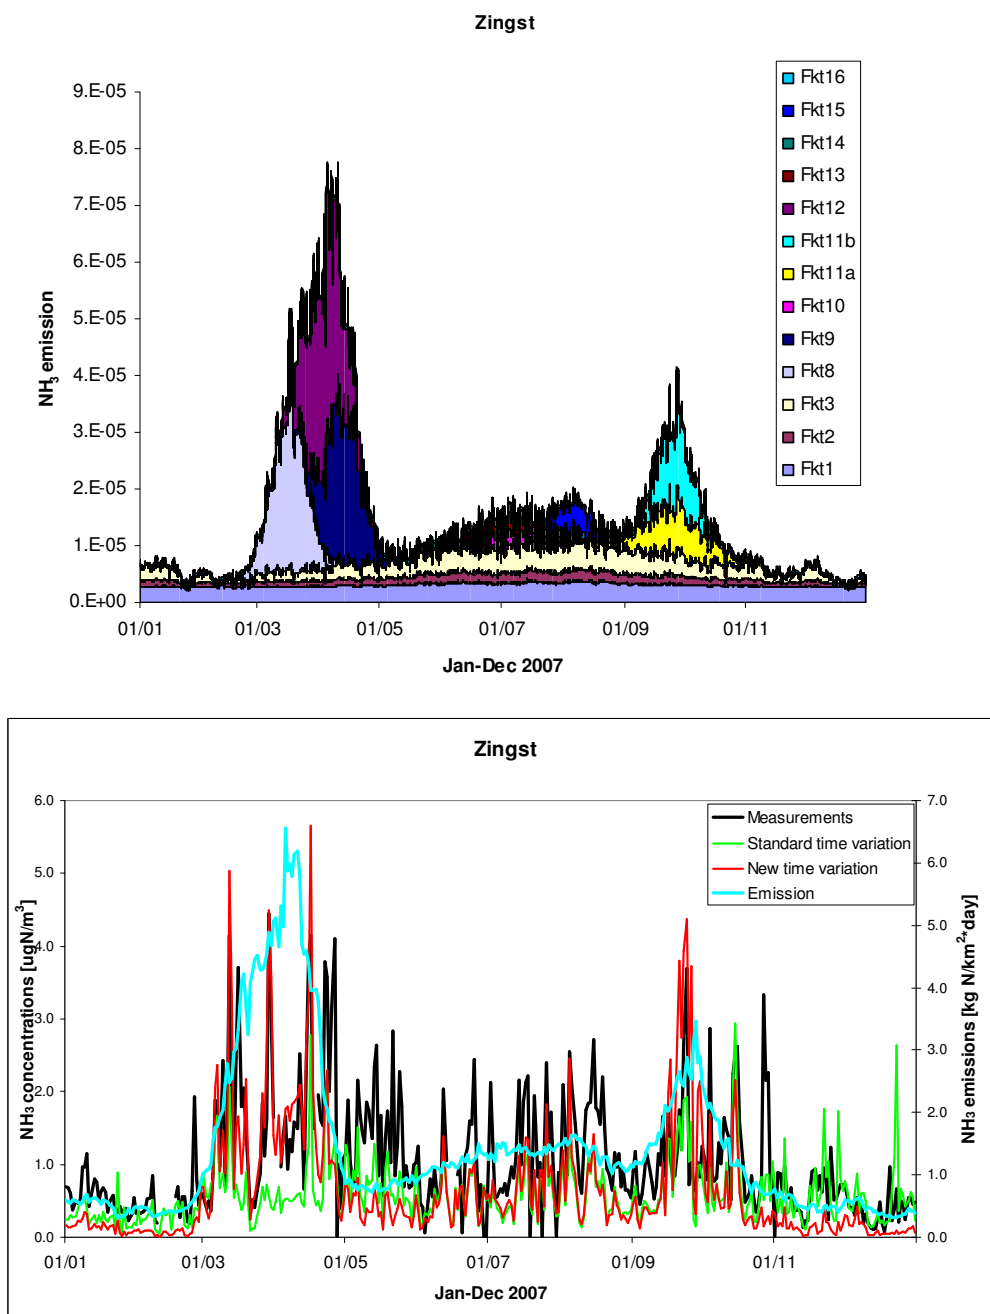 Zingst
9.E-05
8.E-05
7.E-05
6.E-05
5.E-05
4.E-05
3.E-05
2.E-05
1.E-05
0.E+00
NH3 emission
01/01 01/03 01/05 01/07 01/09 01/11
Jan-Dec 2007
Fkt16
Fkt15
Fkt14
Fkt13
Fkt12
Fkt11b
Fkt11a
Fkt10
Fkt9
Fkt8
Fkt3
Fkt2
Fkt1
Zingst
6.0
5.0
4.0
3.0
2.0
1.0
0.0
NH3 concentrations [ugN/m3]
Measurements
Standard time variation
New time variation
Emission
7.0
6.0
5.0
4.0
3.0
2.0
1.0
0.0
NH3 emissions [kg N/km2*day]
01/01 01/03 01/05 01/07 01/09 01/11
Jan-Dec 2007